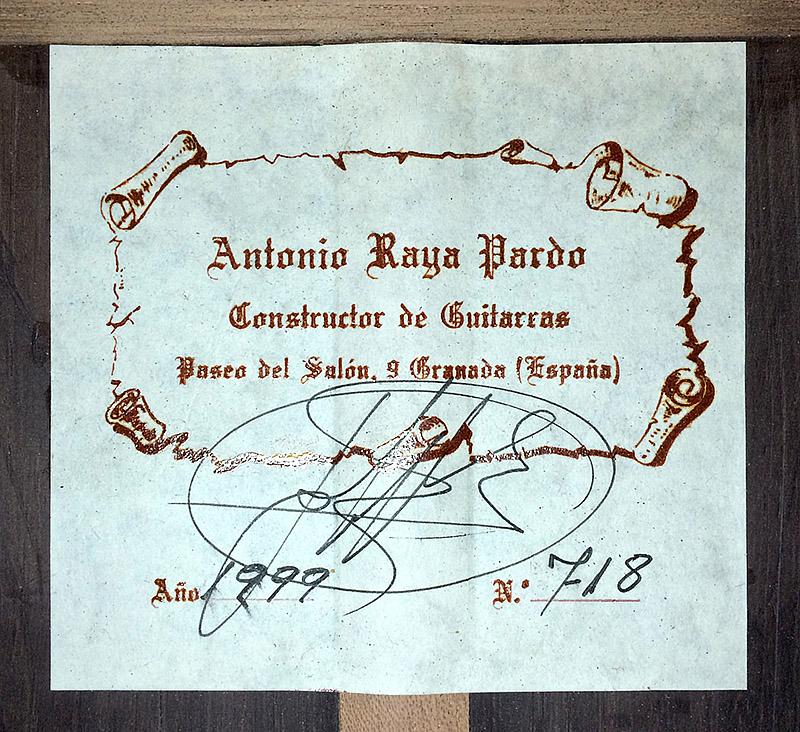 Antonio Raya Pardo
Constructor de Guitarras
Paseo del Salón, 9 Granada (España)
Año 1999 N.º 718